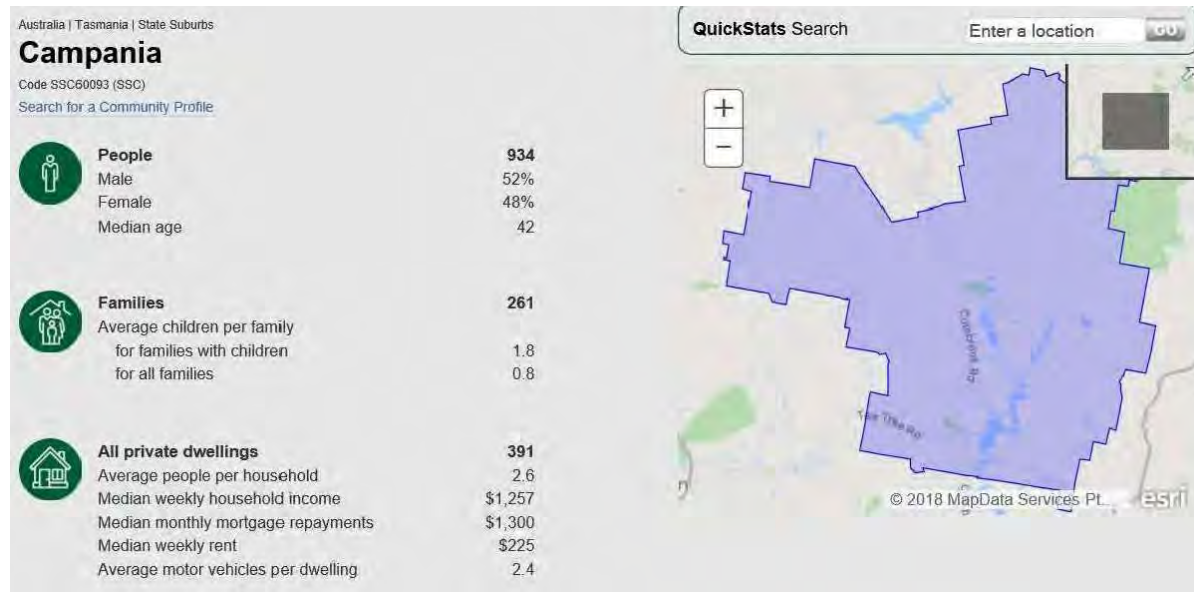 Australia | Tasmania | State Suburbs
Campania
Code SSC60093 (SSC)
Search for a Community Profile
People 934
Male 52%
Female 48%
Median age 42
Families 261
Average children per family
for families with children 1.8
for all families 0.8
All private dwellings 391
Average people per household 2.6
Median weekly household income $1,257
Median monthly mortgage repayments $1,300
Median weekly rent $225
Average motor vehicles per dwelling 2.4
QuickStats Search
Enter a location
GO
+
−
Colebrook Rd
Tea Tree Rd
© 2018 MapData Services Pt...
esri